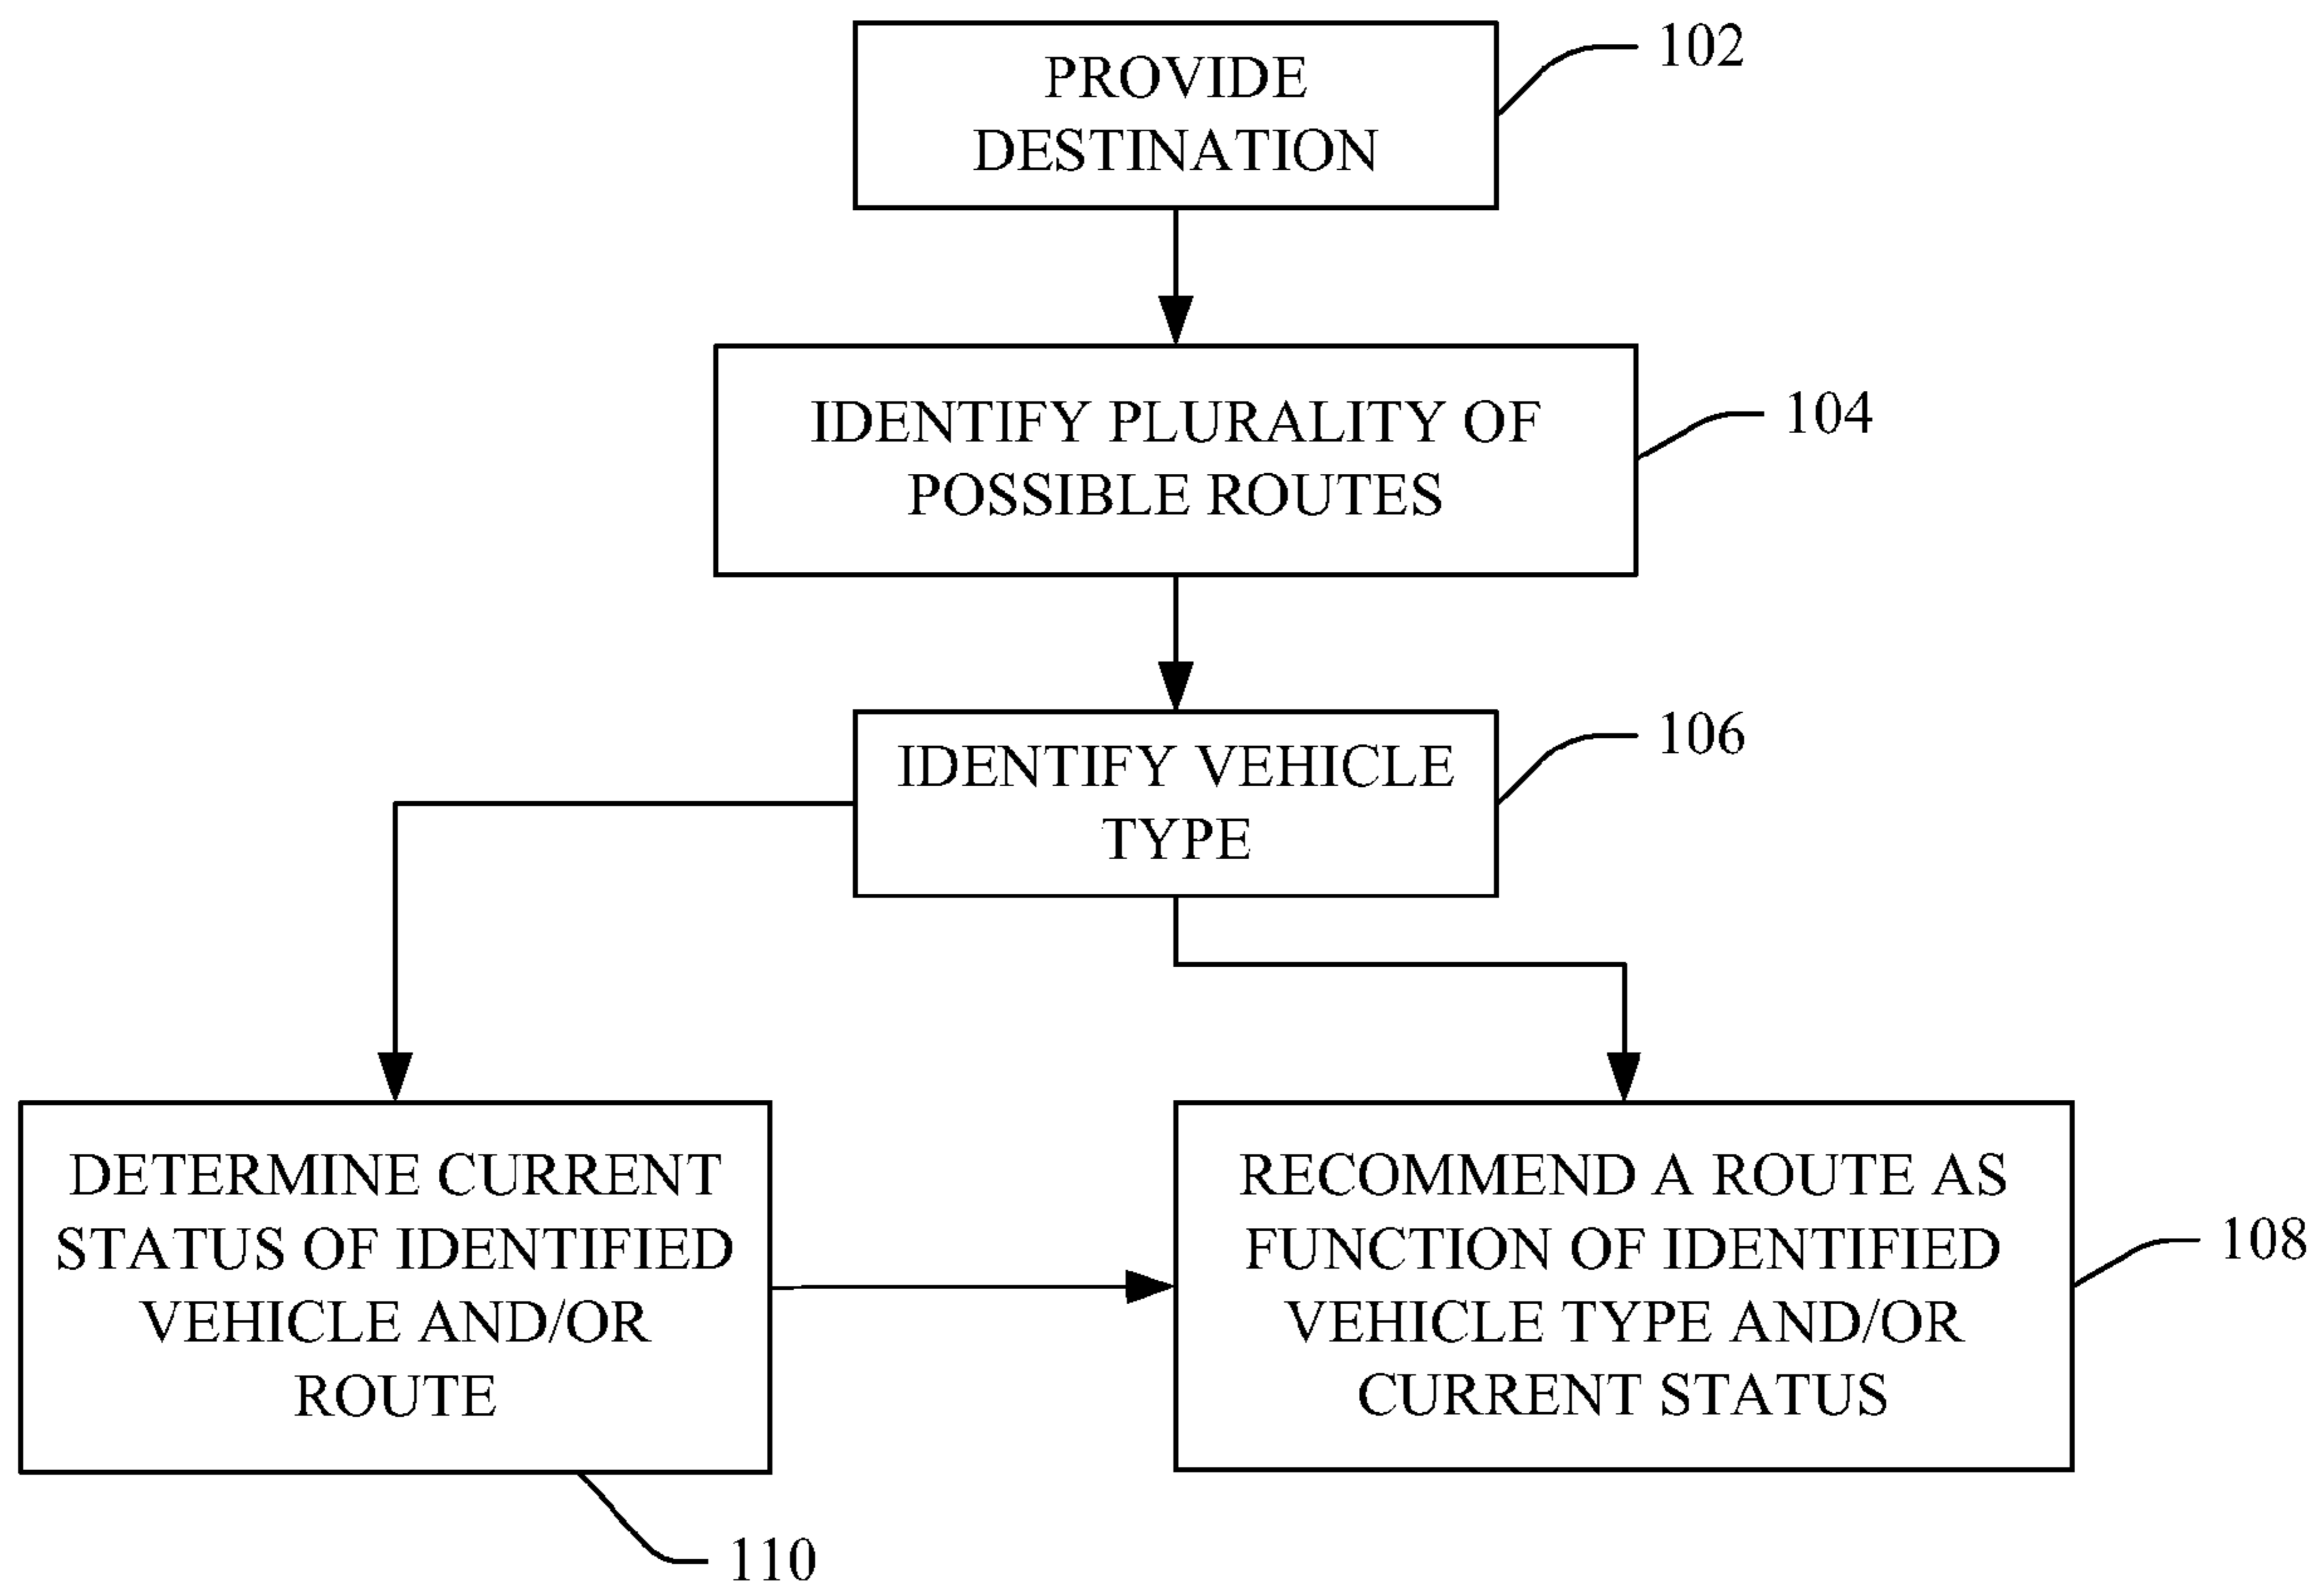 PROVIDE
DESTINATION
102
IDENTIFY PLURALITY OF
POSSIBLE ROUTES
104
IDENTIFY VEHICLE
TYPE
106
DETERMINE CURRENT
STATUS OF IDENTIFIED
VEHICLE AND/OR
ROUTE
110
RECOMMEND A ROUTE AS
FUNCTION OF IDENTIFIED
VEHICLE TYPE AND/OR
CURRENT STATUS
108